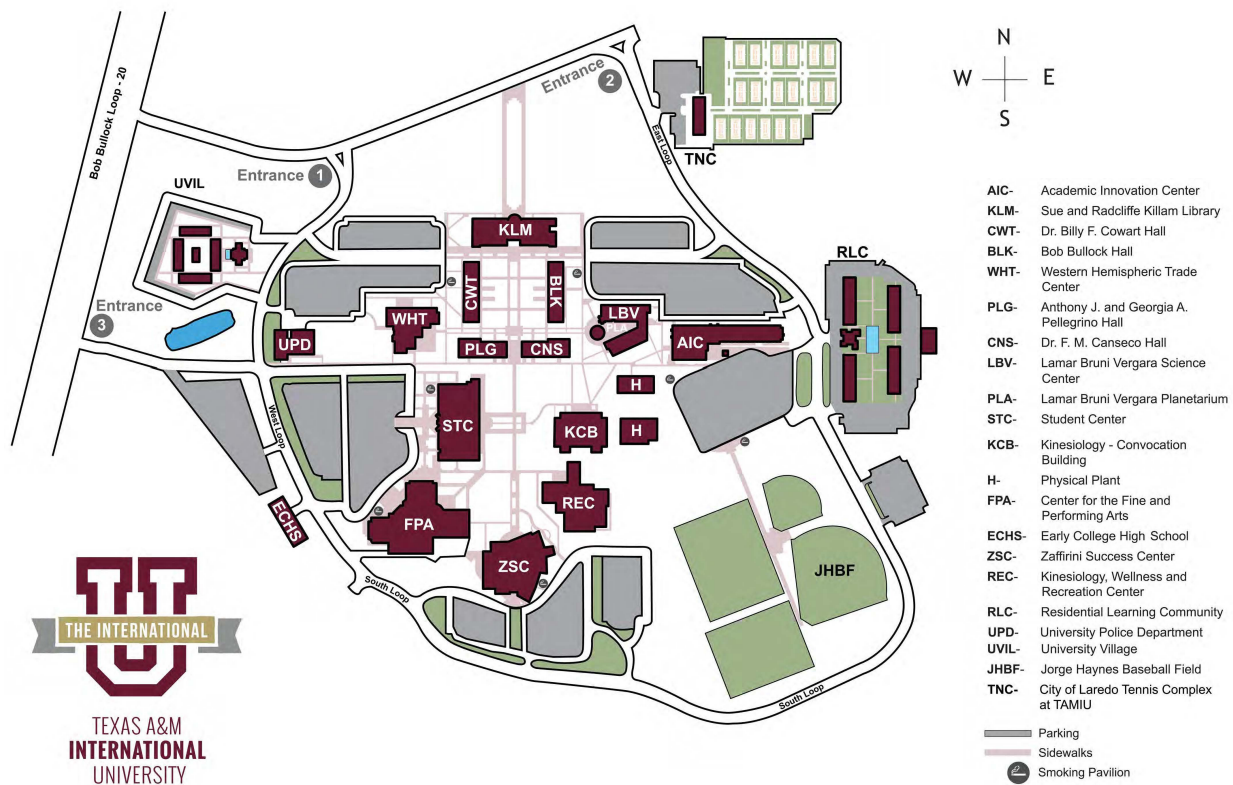 N
W E
S
Bob Bullock Loop - 20
Entrance 2
East Loop
TNC
Entrance 1
UVIL
KLM
RLC
CWT
BLK
Entrance
3
WHT
LBV
PLA
UPD
PLG
CNS
AIC
H
STC
KCB
H
West Loop
ECHS
FPA
REC
ZSC
JHBF
South Loop
South Loop
THE INTERNATIONAL
U
TEXAS A&M
INTERNATIONAL
UNIVERSITY
AIC- Academic Innovation Center
KLM- Sue and Radcliffe Killam Library
CWT- Dr. Billy F. Cowart Hall
BLK- Bob Bullock Hall
WHT- Western Hemispheric Trade
Center
PLG- Anthony J. and Georgia A.
Pellegrino Hall
CNS- Dr. F. M. Canseco Hall
LBV- Lamar Bruni Vergara Science
Center
PLA- Lamar Bruni Vergara Planetarium
STC- Student Center
KCB- Kinesiology - Convocation
Building
H- Physical Plant
FPA- Center for the Fine and
Performing Arts
ECHS- Early College High School
ZSC- Zaffirini Success Center
REC- Kinesiology, Wellness and
Recreation Center
RLC- Residential Learning Community
UPD- University Police Department
UVIL- University Village
JHBF- Jorge Haynes Baseball Field
TNC- City of Laredo Tennis Complex
at TAMIU
Parking
Sidewalks
Smoking Pavilion